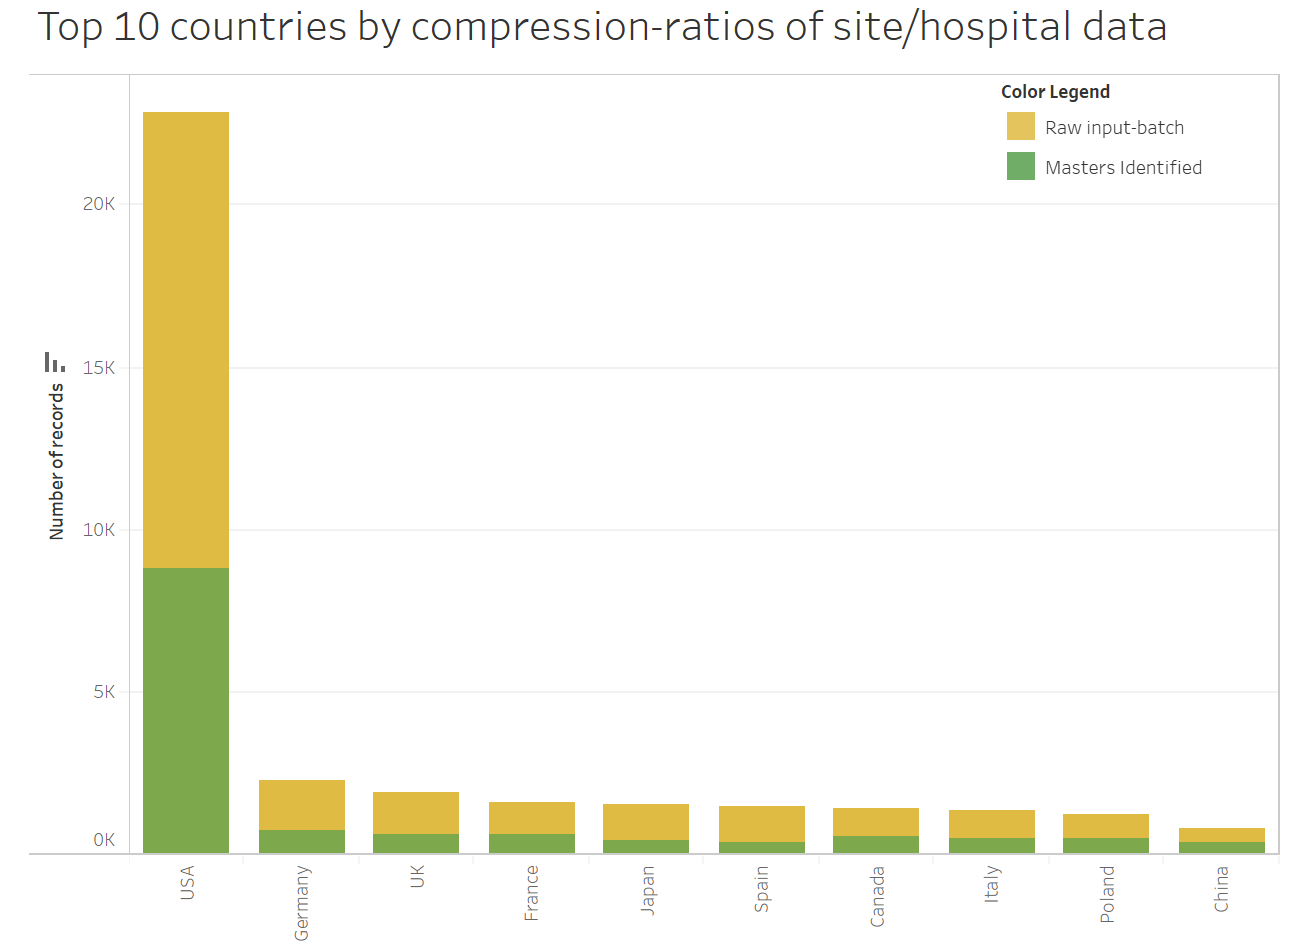 Top 10 countries by compression-ratios of site/hospital data
Color Legend
Raw input-batch
Masters Identified
Number of records
20K
15K
10K
5K
0K
USA
Germany
UK
France
Japan
Spain
Canada
Italy
Poland
China